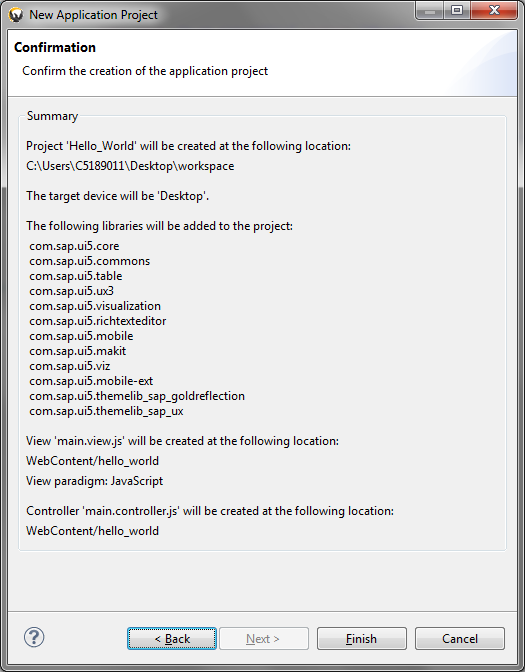 New Application Project
Confirmation
Confirm the creation of the application project
Summary
Project 'Hello_World' will be created at the following location:
C:\Users\C5189011\Desktop\workspace
The target device will be 'Desktop'.
The following libraries will be added to the project:
com.sap.ui5.core
com.sap.ui5.commons
com.sap.ui5.table
com.sap.ui5.ux3
com.sap.ui5.visualization
com.sap.ui5.richtexteditor
com.sap.ui5.mobile
com.sap.ui5.makit
com.sap.ui5.viz
com.sap.ui5.mobile-ext
com.sap.ui5.themelib_sap_goldreflection
com.sap.ui5.themelib_sap_ux
View 'main.view.js' will be created at the following location:
WebContent/hello_world
View paradigm: JavaScript
Controller 'main.controller.js' will be created at the following location:
WebContent/hello_world
? < Back Next > Finish Cancel